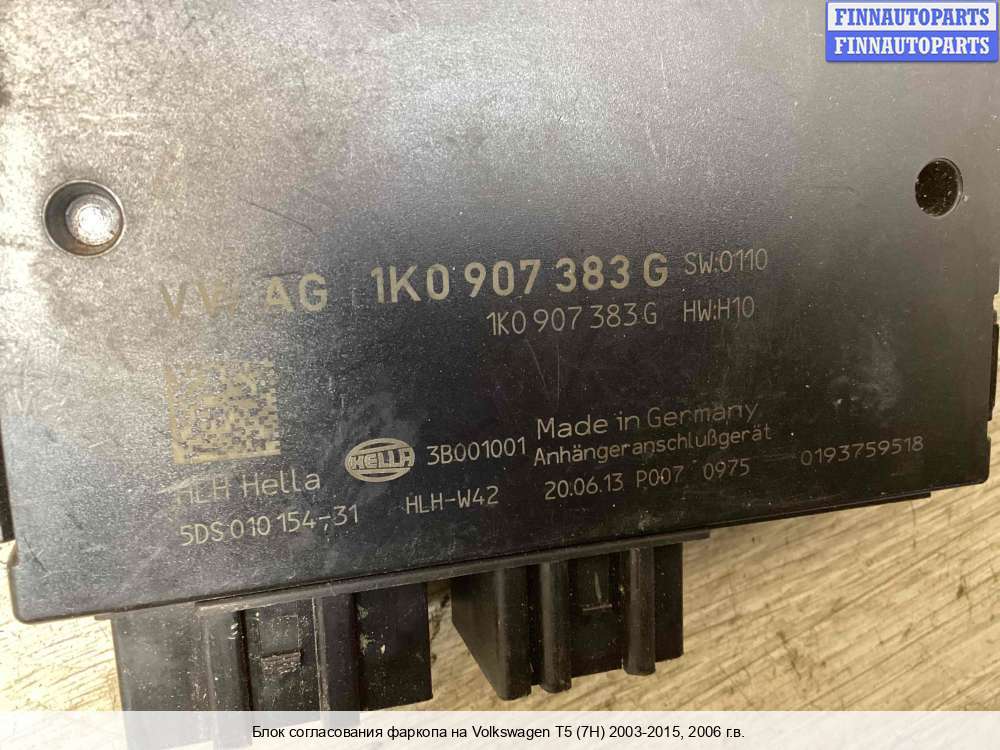 FINNAUTOPARTS
FINNAUTOPARTS
VW AG 1K0 907 383 G SW:0110
1K0 907 383 G HW:H10
HLH Hella HELLA 3B001001 Made in Germany
Anhängeranschlußgerät
5DS 010 154-31 HLH-W42 20.06.13 P007 0975 0193759518
Блок согласования фаркопа на Volkswagen T5 (7H) 2003-2015, 2006 г.в.